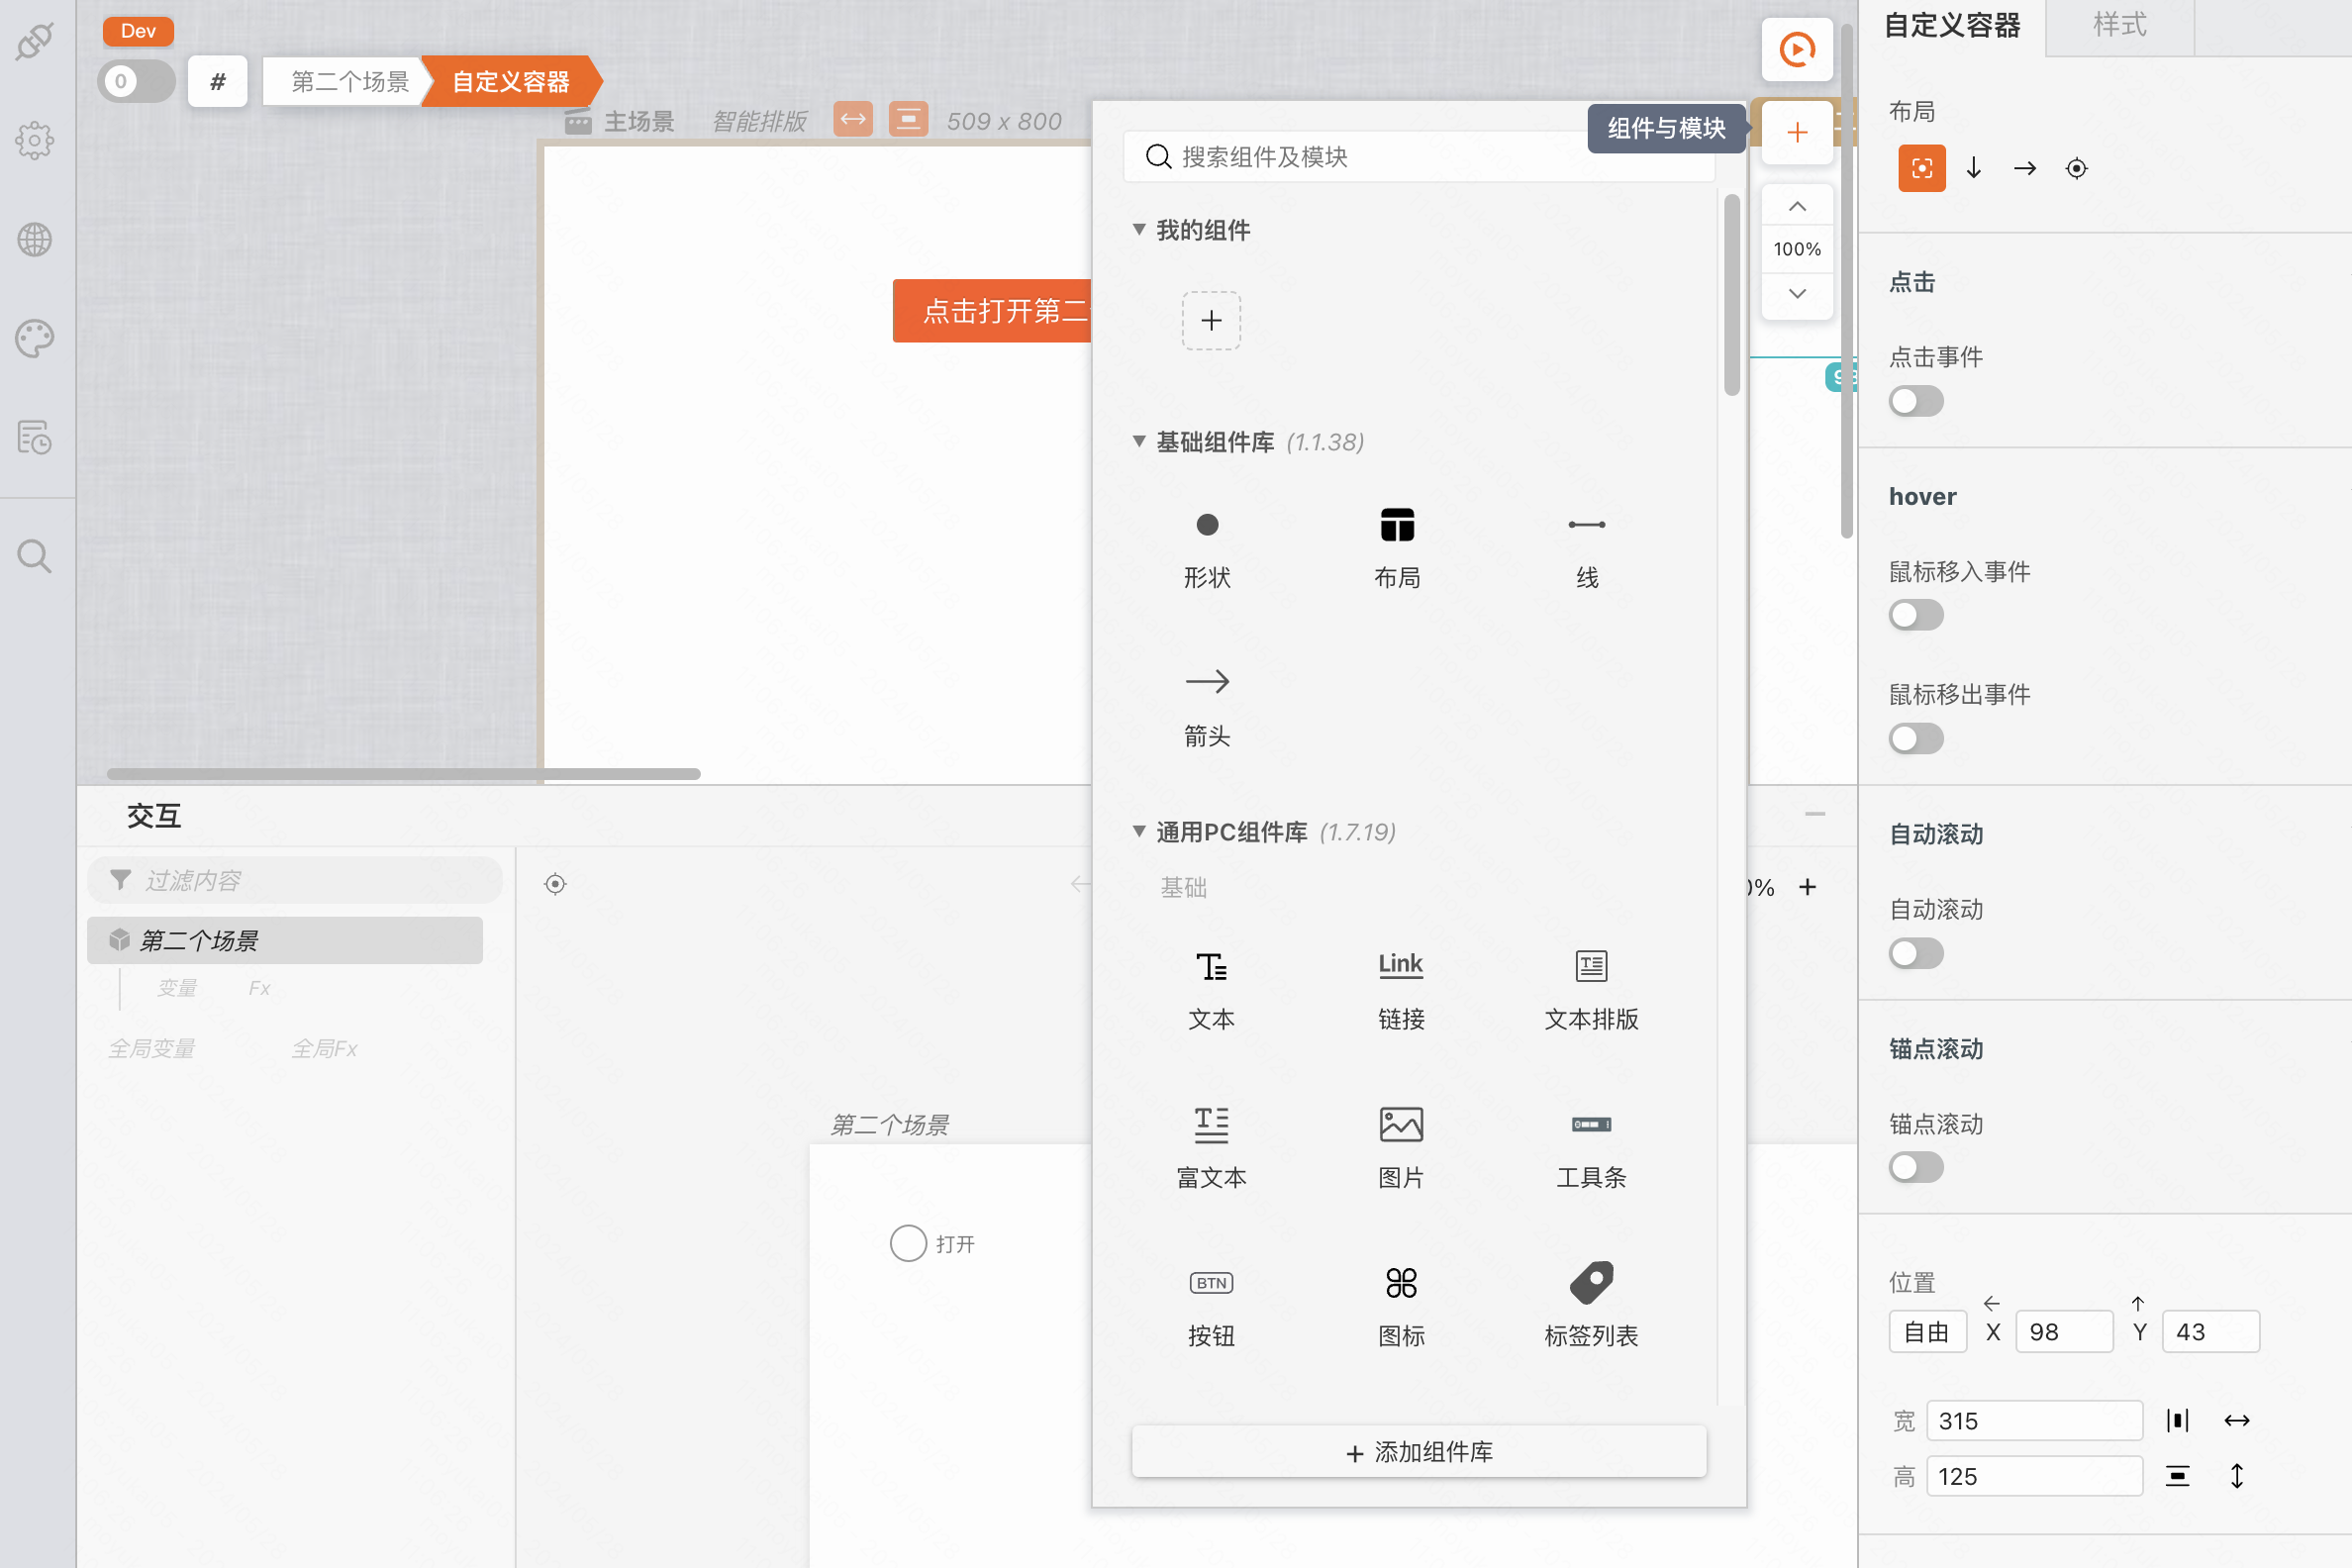 Dev
0
#
第二个场景
自定义容器
主场景
智能排版
509 x 800
点击打开第二
组件与模块
搜索组件及模块
我的组件
基础组件库 (1.1.38)
形状
布局
线
箭头
通用PC组件库 (1.7.19)
基础
文本
Link
链接
文本排版
富文本
图片
工具条
BTN
按钮
图标
标签列表
+ 添加组件库
100%
交互
过滤内容
第二个场景
变量
Fx
全局变量
全局Fx
第二个场景
打开
自定义容器
样式
布局
点击
点击事件
hover
鼠标移入事件
鼠标移出事件
自动滚动
自动滚动
锚点滚动
锚点滚动
位置
自由
X
98
Y
43
宽
315
高
125